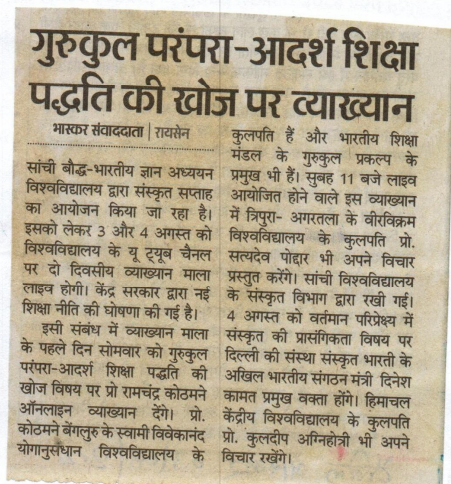 गुरुकुल परंपरा-आदर्श शिक्षा
पद्धति की खोज पर व्याख्यान
भास्कर संवाददाता | रायसेन
सांची बौद्ध-भारतीय ज्ञान अध्ययन
विश्वविद्यालय द्वारा संस्कृत सप्ताह
का आयोजन किया जा रहा है।
इसको लेकर 3 और 4 अगस्त को
विश्वविद्यालय के यू ट्यूब चैनल
पर दो दिवसीय व्याख्यान माला
लाइव होगी। केंद्र सरकार द्वारा नई
शिक्षा नीति की घोषणा की गई है।
इसी संबंध में व्याख्यान माला
के पहले दिन सोमवार को गुरुकुल
परंपरा-आदर्श शिक्षा पद्धति की
खोज विषय पर प्रो रामचंद्र कोठमने
ऑनलाइन व्याख्यान देंगे। प्रो.
कोठमने बेंगलुरु के स्वामी विवेकानंद
योगानुसंधान विश्वविद्यालय के
कुलपति हैं और भारतीय शिक्षा
मंडल के गुरुकुल प्रकल्प के
प्रमुख भी हैं। सुबह 11 बजे लाइव
आयोजित होने वाले इस व्याख्यान
में त्रिपुरा- अगरतला के वीरविक्रम
विश्वविद्यालय के कुलपति प्रो.
सत्यदेव पोद्दार भी अपने विचार
प्रस्तुत करेंगे। सांची विश्वविद्यालय
के संस्कृत विभाग द्वारा रखी गई।
4 अगस्त को वर्तमान परिप्रेक्ष्य में
संस्कृत की प्रासंगिकता विषय पर
दिल्ली की संस्था संस्कृत भारती के
अखिल भारतीय संगठन मंत्री दिनेश
कामत प्रमुख वक्ता होंगे। हिमाचल
केंद्रीय विश्वविद्यालय के कुलपति
प्रो. कुलदीप अग्निहोत्री भी अपने
विचार रखेंगे।